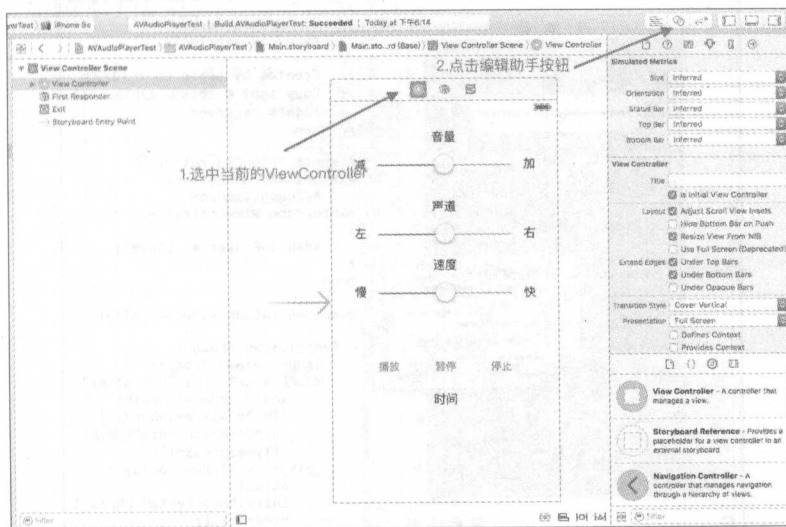 yerTest) iPhone 6s
AVAudioPlayerTest | Build AVAudioPlayerTest: Succeeded | Today at 下午6:14
AVAudioPlayerTest 〉 AVAudioPlayerTest 〉 Main.storyboard 〉 Main.sto...rd (Base) 〉 View Controller Scene 〉 View Controller
View Controller Scene
View Controller
First Responder
Exit
Storyboard Entry Point
2.点击编辑助手按钮
1.选中当前的ViewController
音量
减
加
声道
左
右
速度
慢
快
播放 暂停 停止
时间
Filter
Simulated Metrics
Size Inferred
Orientation Inferred
Status Bar Inferred
Top Bar Inferred
Bottom Bar Inferred
View Controller
Title
Is Initial View Controller
Layout Adjust Scroll View Insets
Hide Bottom Bar on Push
Resize View From NIB
Use Full Screen (Deprecated)
Extend Edges Under Top Bars
Under Bottom Bars
Under Opaque Bars
Transition Style Cover Vertical
Presentation Full Screen
Defines Context
Provides Context
View Controller - A controller that
manages a view.
Storyboard Reference - Provides a
placeholder for a view controller in an
external storyboard.
Navigation Controller - A
controller that manages navigation
through a hierarchy of views.
Filter